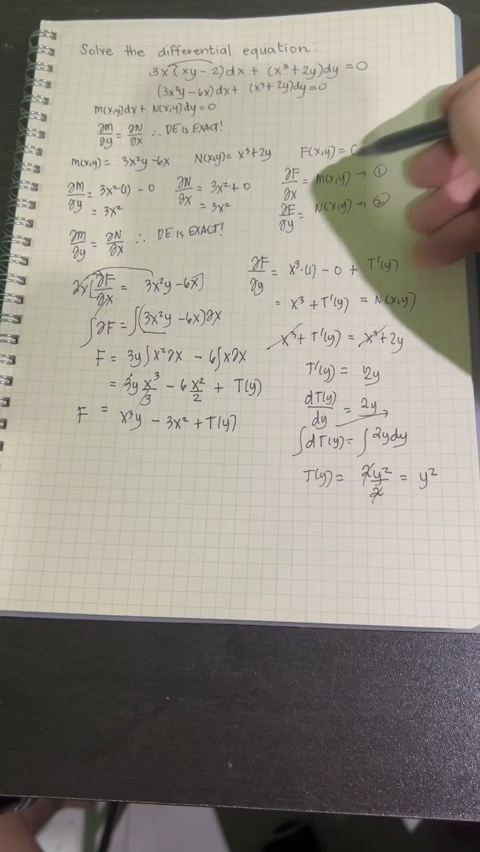 Solve the differential equation:
3x(xy - 2)dx + (x³ + 2y)dy = 0
(3x²y - 6x)dx + (x³ + 2y)dy = 0
M(x,y)dx + N(x,y)dy = 0
∂M/∂y = ∂N/∂x ∴ DE IS EXACT!
M(x,y) = 3x²y - 6x N(x,y) = x³ + 2y F(x,y) = C
∂M/∂y = 3x²(1) - 0 ∂N/∂x = 3x² + 0
= 3x² = 3x²
∂F/∂x = M(x,y) → ①
∂F/∂y = N(x,y) → ②
∂M/∂y = ∂N/∂x ∴ DE IS EXACT!
∂x[∂F/∂x = 3x²y - 6x]
∫∂F = ∫(3x²y - 6x)∂x
F = 3y∫x²∂x - 6∫x∂x
= 3y x³/3 - 6 x²/2 + T(y)
F = x³y - 3x² + T(y)
∂F/∂y = x³·(1) - 0 + T'(y)
= x³ + T'(y) = N(x,y)
x³ + T'(y) = x³ + 2y
T'(y) = 2y
dT(y)/dy = 2y
∫dT(y) = ∫2ydy
T(y) = 2y²/2 = y²